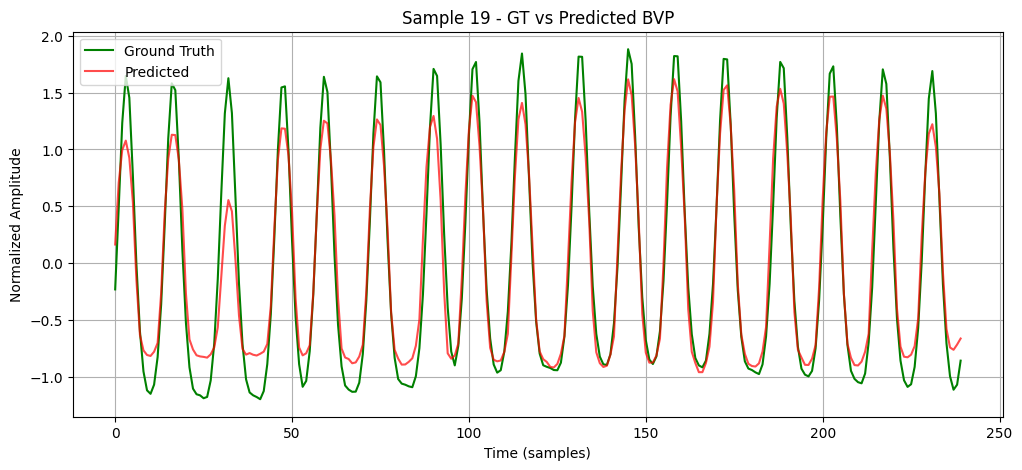 Sample 19 - GT vs Predicted BVP
Ground Truth
Predicted
Normalized Amplitude
2.0
1.5
1.0
0.5
0.0
−0.5
−1.0
0 50 100 150 200 250
Time (samples)